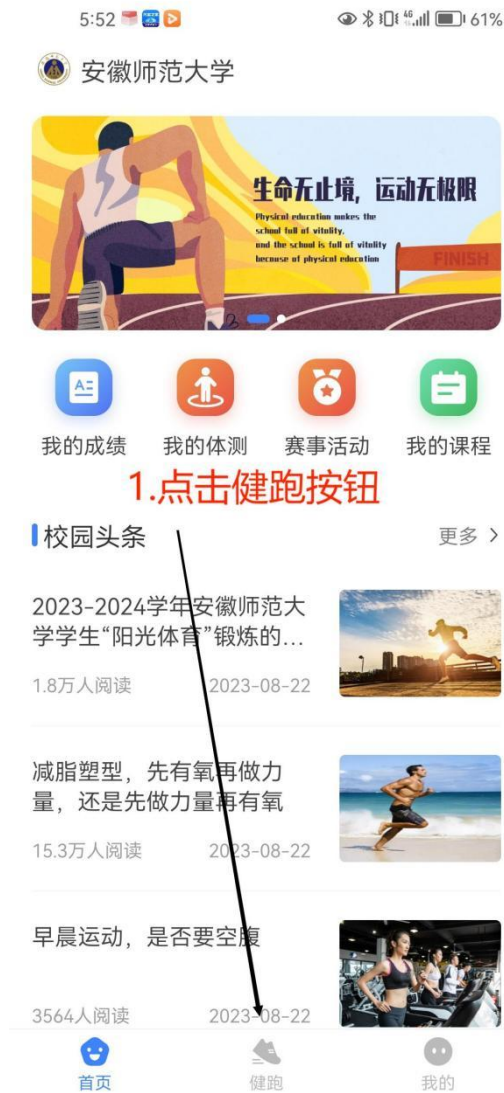 5:52
61%
安徽师范大学
生命无止境，运动无极限
Physical education makes the
school full of vitality,
and the school is full of vitality
because of physical education
FINISH
我的成绩
我的体测
赛事活动
我的课程
1.点击健跑按钮
校园头条
更多
2023-2024学年安徽师范大
学学生“阳光体育”锻炼的...
1.8万人阅读
2023-08-22
减脂塑型，先有氧再做力
量，还是先做力量再有氧
15.3万人阅读
2023-08-22
早晨运动，是否要空腹
3564人阅读
2023-08-22
首页
健跑
我的